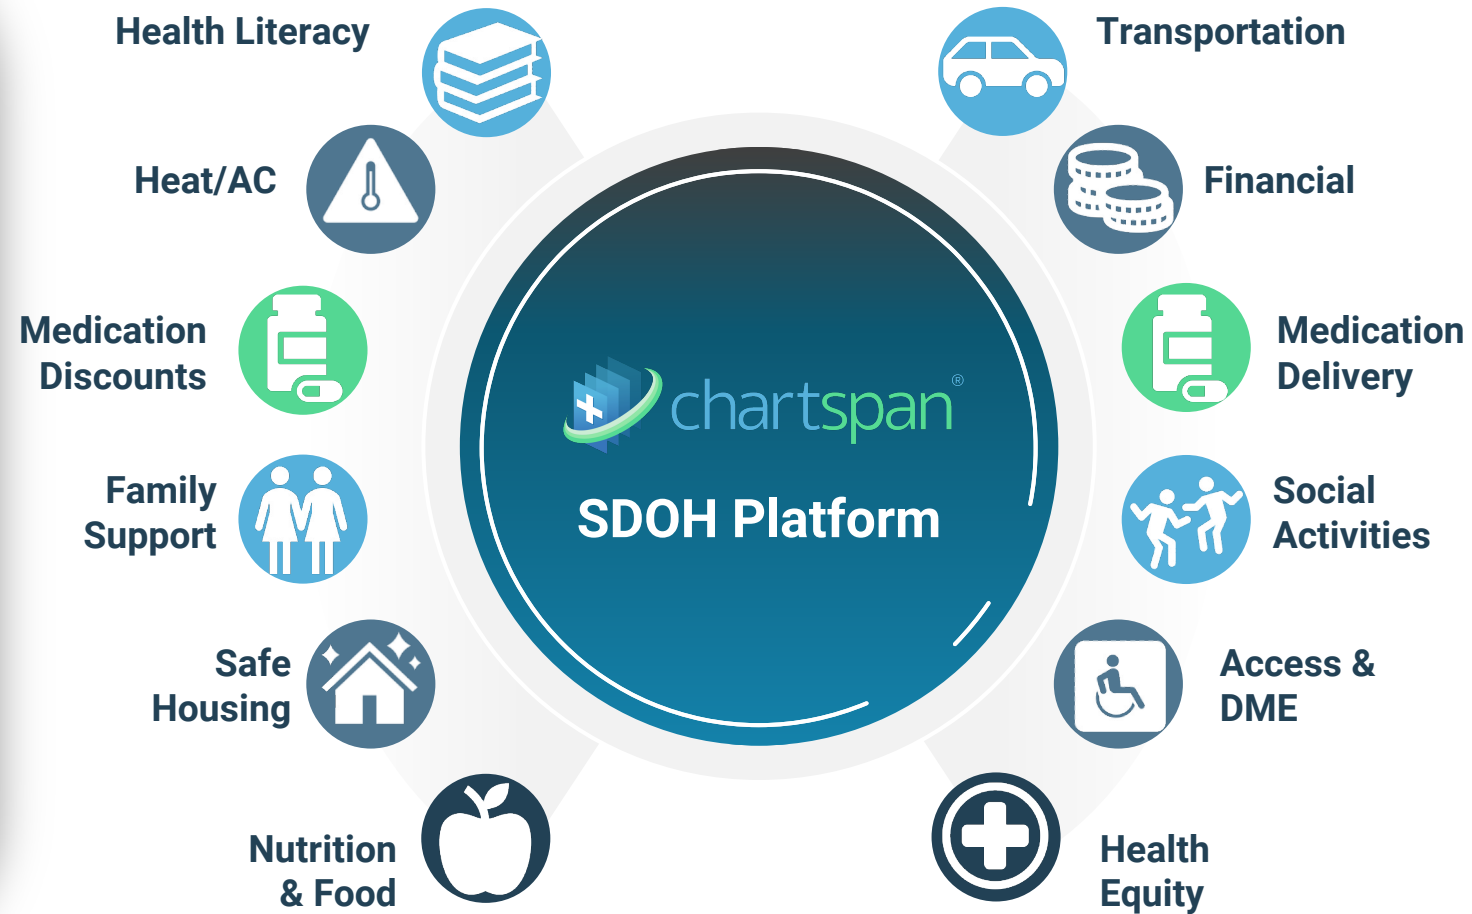 Health Literacy
Transportation
Heat/AC
Financial
Medication
Discounts
Medication
Delivery
chartspan®
SDOH Platform
Family
Support
Social
Activities
Safe
Housing
Access &
DME
Nutrition
& Food
Health
Equity